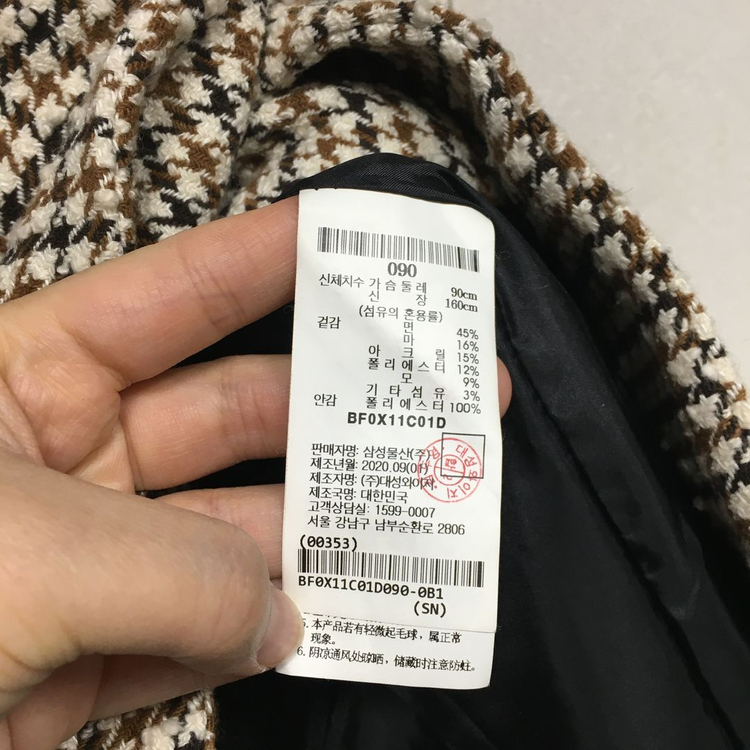 090
신체치수 가 슴 둘 레 90cm
신 장 160cm
(섬유의 혼용률)
겉감 면 45%
마 16%
아 크 릴 15%
폴 리 에 스 터 12%
모 9%
기 타 섬 유 3%
안감 폴 리 에 스 터 100%
BF0X11C01D
판매자명: 삼성물산(주)
제조년월: 2020.09(01)
제조자명: (주)대성와이저
제조국명: 대한민국
고객상담실: 1599-0007
서울 강남구 남부순환로 2806
(00353)
BF0X11C01D090-0B1
(SN)
5. 本产品若有轻微起毛球，属正常
现象。
6. 阴凉通风处晾晒，储藏时注意防蛀。